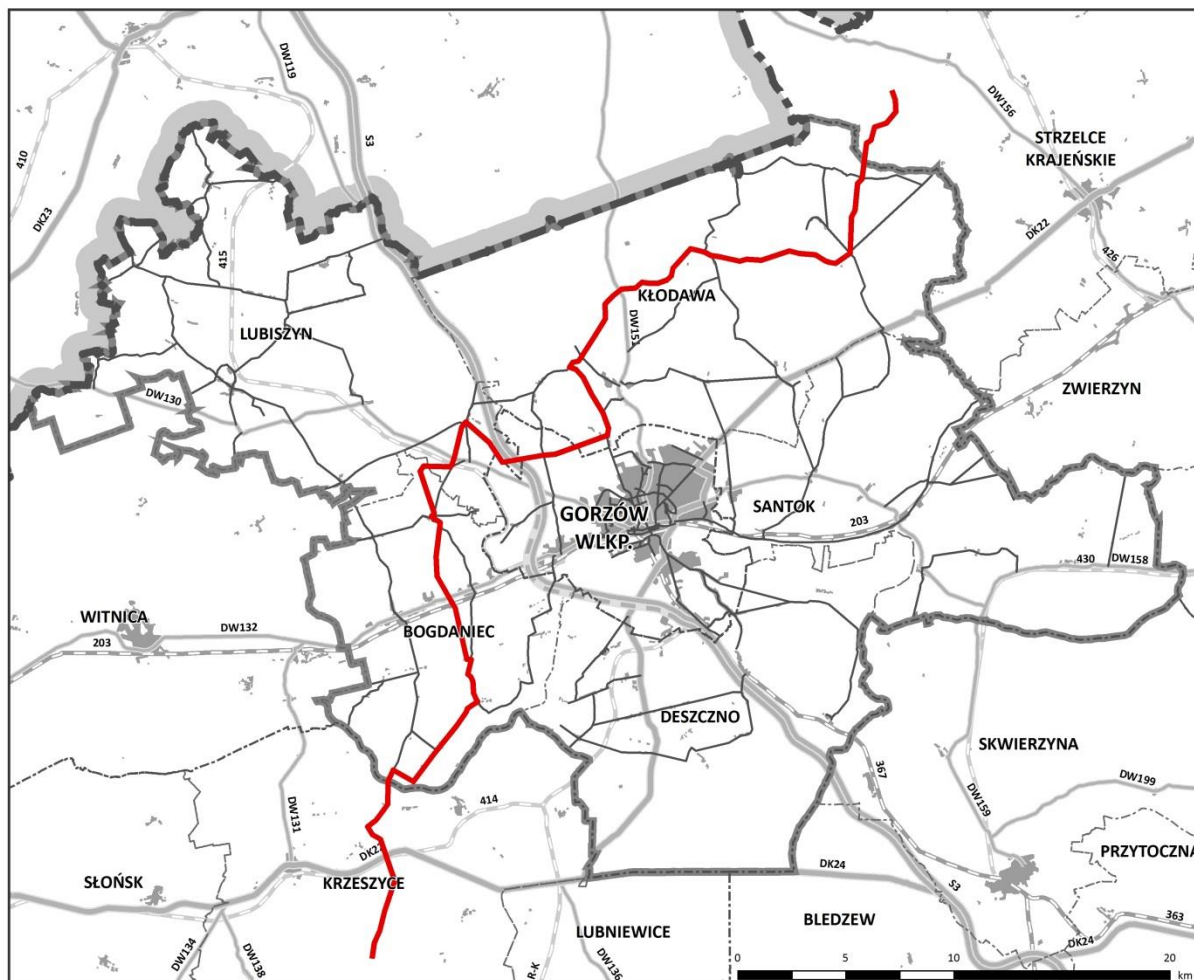 DW119
S3
DW156
STRZELCE
KRAJEŃSKIE
410
DK23
DK22
426
415
KŁODAWA
DW151
LUBISZYN
ZWIERZYN
DW130
SANTOK
GORZÓW
WLKP.
203
430
DW158
WITNICA
DW132
203
BOGDANIEC
DESZCZNO
SKWIERZYNA
367
DW199
DW159
414
DW131
PRZYTOCZNA
DK22
DK24
SŁOŃSK
KRZESZYCE
S3
BLEDZEW
LUBNIEWICE
363
DK24
DW134
DW138
R-K
DW136
0 5 10 20
km